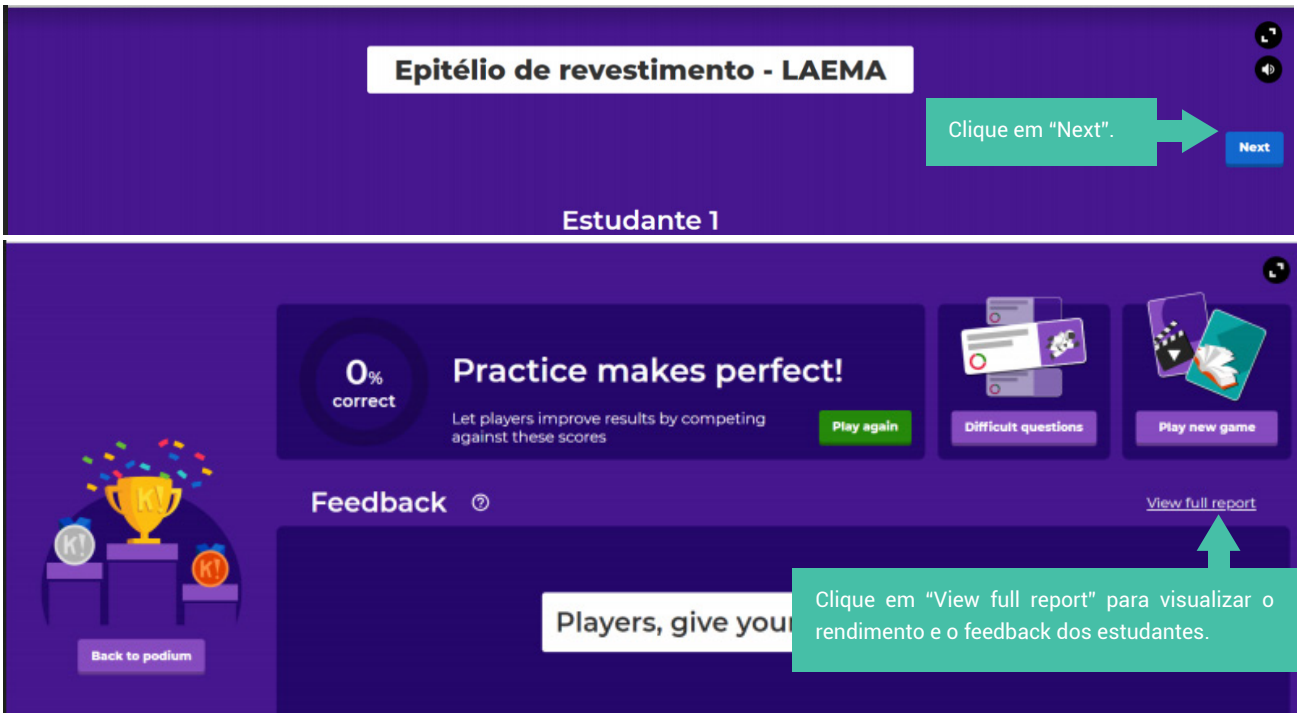 Epitélio de revestimento - LAEMA
Clique em “Next”.
Next
Estudante 1
0%
correct
Practice makes perfect!
Let players improve results by competing
against these scores
Play again
Difficult questions
Play new game
K!
K!
K!
Back to podium
Feedback ?
View full report
Players, give your
Clique em “View full report” para visualizar o
rendimento e o feedback dos estudantes.